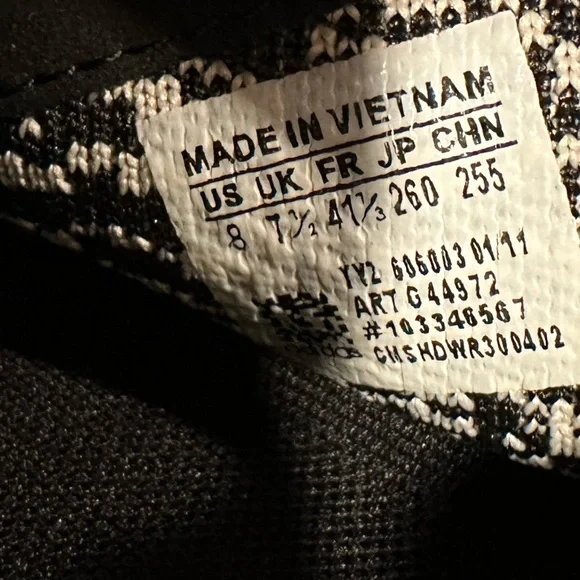 MADE IN VIETNAM
US UK FR JP CHN
8 7½ 41⅓ 260 255
YY2 606003 01/11
ART G44972
#103346567
CMSHDWR300402